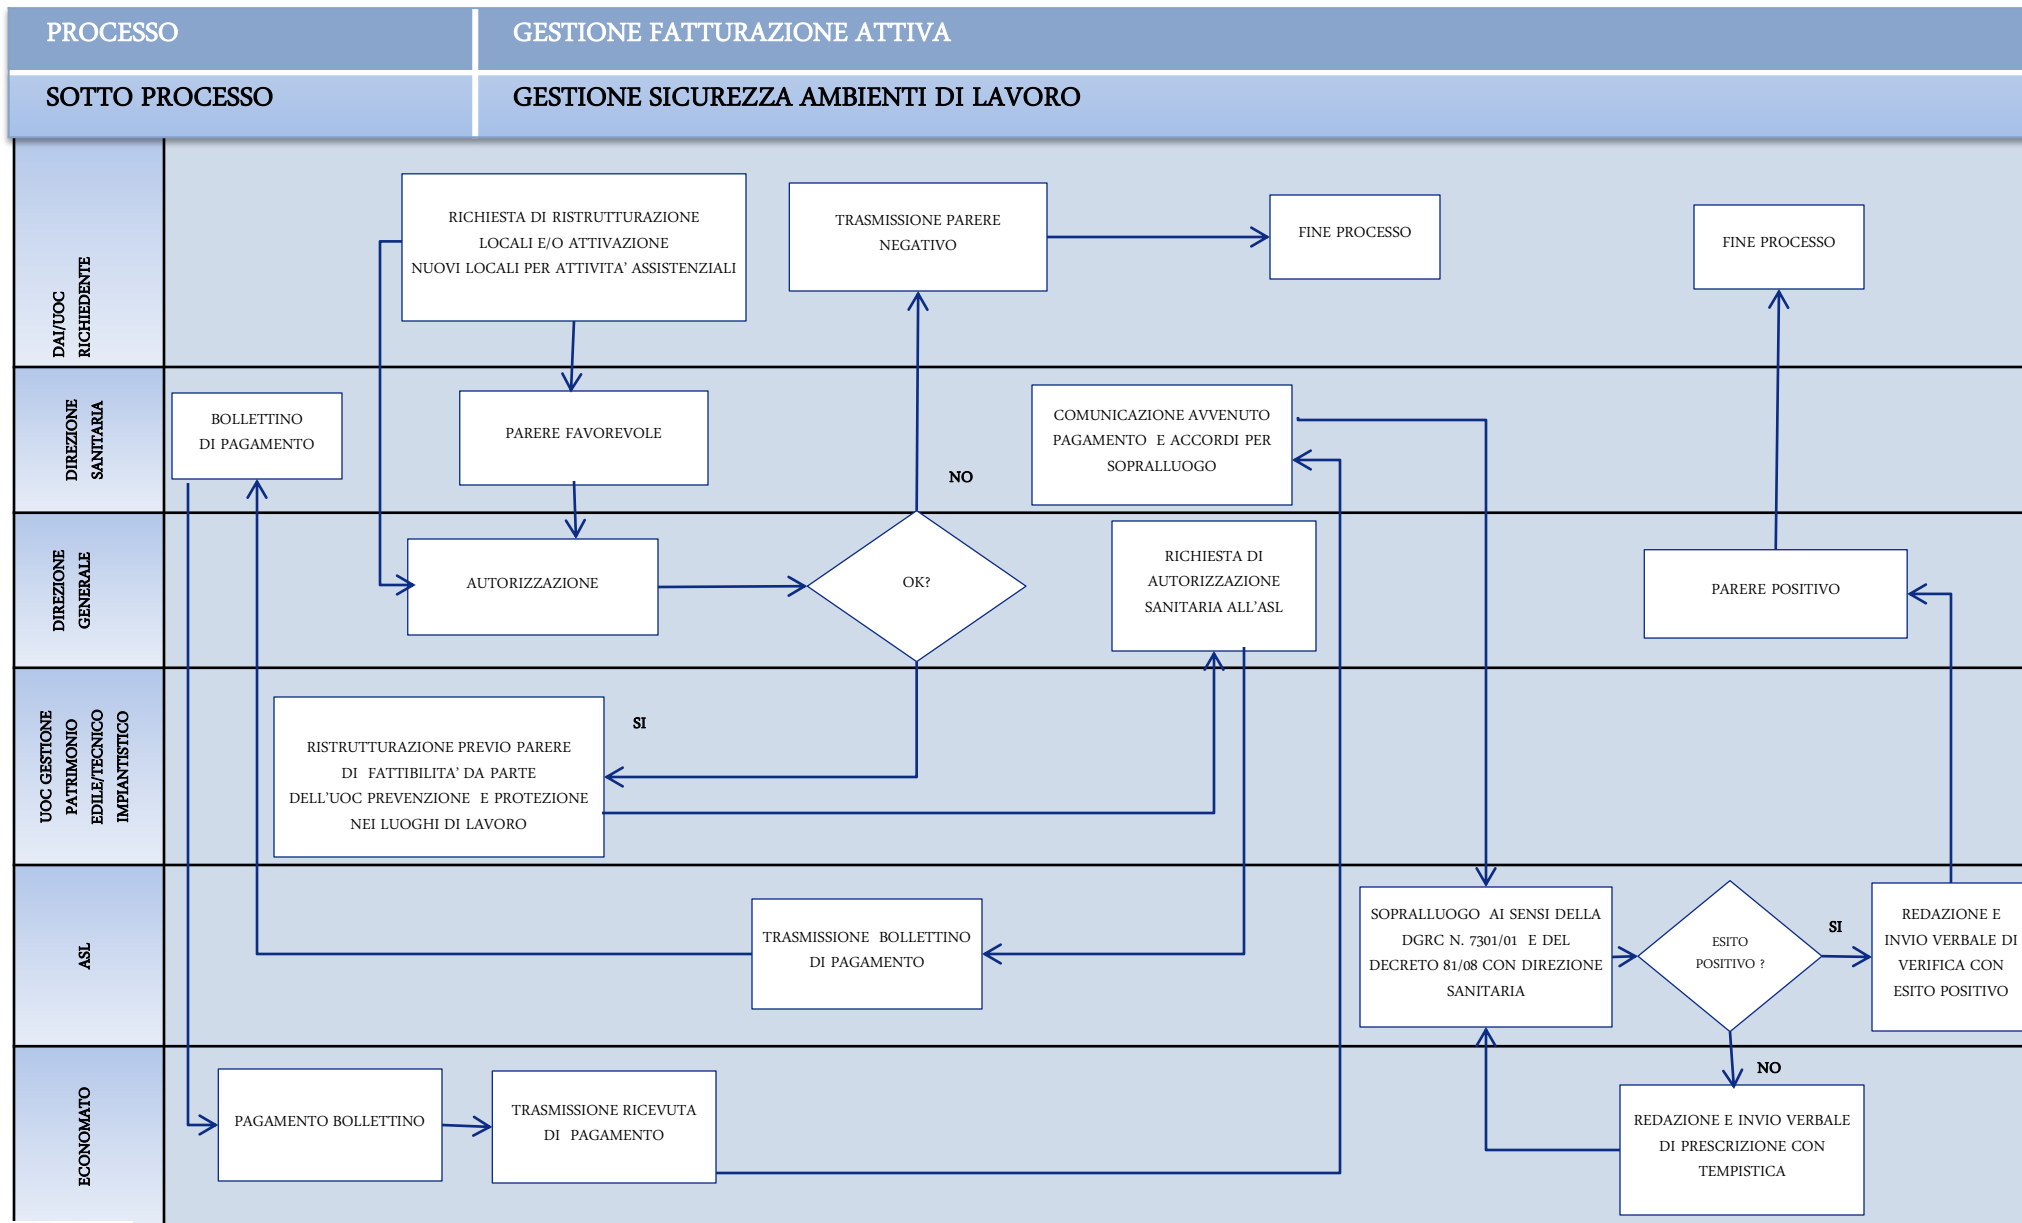 PROCESSO
GESTIONE FATTURAZIONE ATTIVA
SOTTO PROCESSO
GESTIONE SICUREZZA AMBIENTI DI LAVORO
DAI/UOC
RICHIEDENTE
RICHIESTA DI RISTRUTTURAZIONE
LOCALI E/O ATTIVAZIONE
NUOVI LOCALI PER ATTIVITA' ASSISTENZIALI
TRASMISSIONE PARERE
NEGATIVO
FINE PROCESSO
FINE PROCESSO
DIREZIONE
SANITARIA
BOLLETTINO
DI PAGAMENTO
PARERE FAVOREVOLE
NO
COMUNICAZIONE AVVENUTO
PAGAMENTO E ACCORDI PER
SOPRALLUOGO
DIREZIONE
GENERALE
AUTORIZZAZIONE
OK?
RICHIESTA DI
AUTORIZZAZIONE
SANITARIA ALL'ASL
PARERE POSITIVO
UOC GESTIONE
PATRIMONIO
EDILE/TECNICO
IMPIANTISTICO
RISTRUTTURAZIONE PREVIO PARERE
DI FATTIBILITA' DA PARTE
DELL'UOC PREVENZIONE E PROTEZIONE
NEI LUOGHI DI LAVORO
SI
ASL
TRASMISSIONE BOLLETTINO
DI PAGAMENTO
SOPRALLUOGO AI SENSI DELLA
DGRC N. 7301/01 E DEL
DECRETO 81/08 CON DIREZIONE
SANITARIA
ESITO
POSITIVO ?
SI
REDAZIONE E
INVIO VERBALE DI
VERIFICA CON
ESITO POSITIVO
ECONOMATO
PAGAMENTO BOLLETTINO
TRASMISSIONE RICEVUTA
DI PAGAMENTO
NO
REDAZIONE E INVIO VERBALE
DI PRESCRIZIONE CON
TEMPISTICA